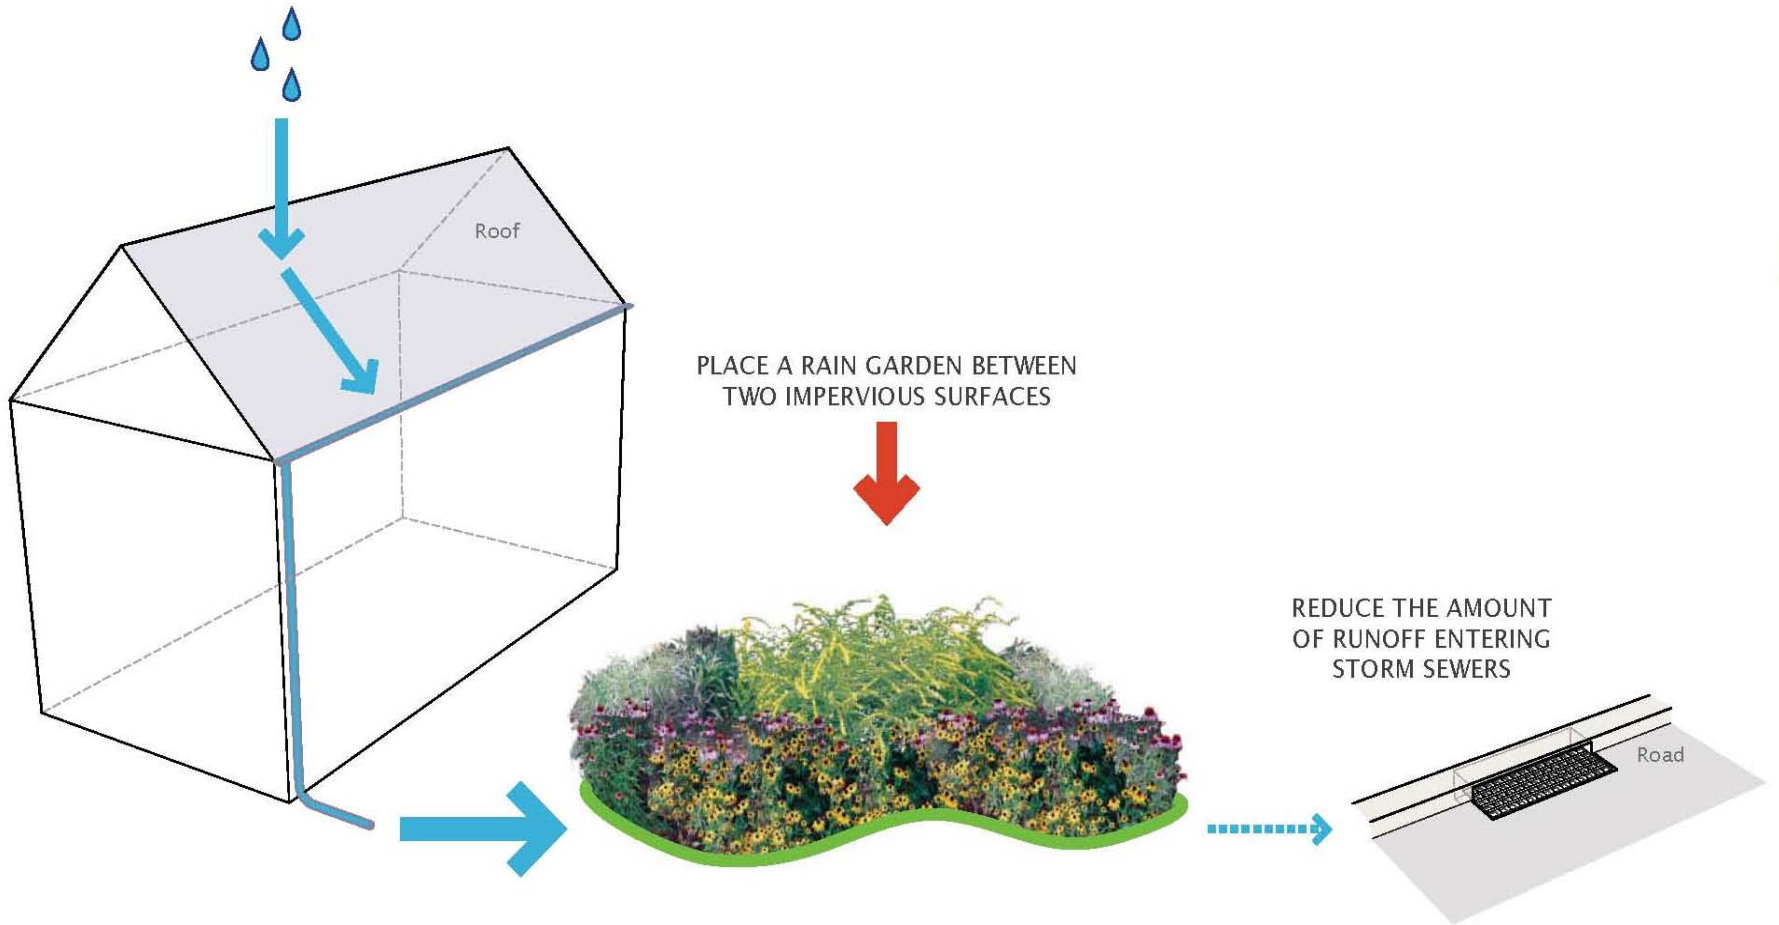 Roof
PLACE A RAIN GARDEN BETWEEN
TWO IMPERVIOUS SURFACES
REDUCE THE AMOUNT
OF RUNOFF ENTERING
STORM SEWERS
Road